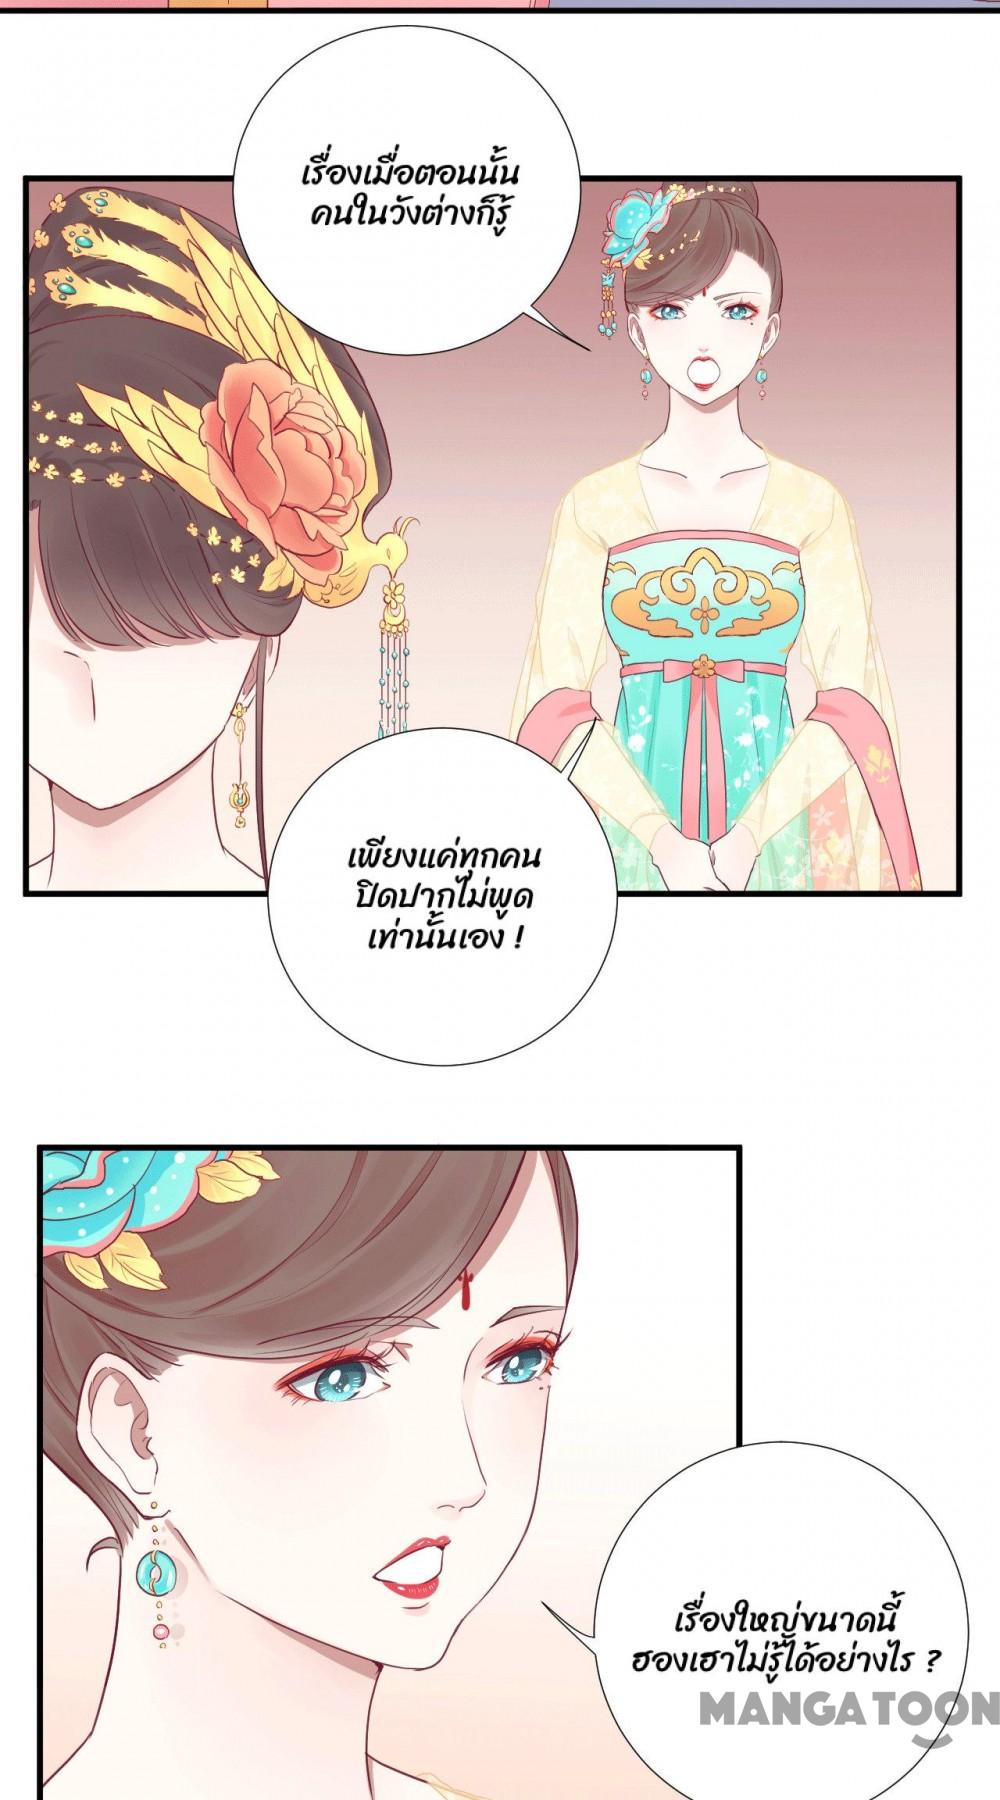 เรื่องเมื่อตอนนั้น
คนในวังต่างก็รู้
เพียงแค่ทุกคน
ปิดปากไม่พูด
เท่านั้นเอง !
เรื่องใหญ่ขนาดนี้
ฮองเฮาไม่รู้ได้อย่างไร ?
MANGATOON